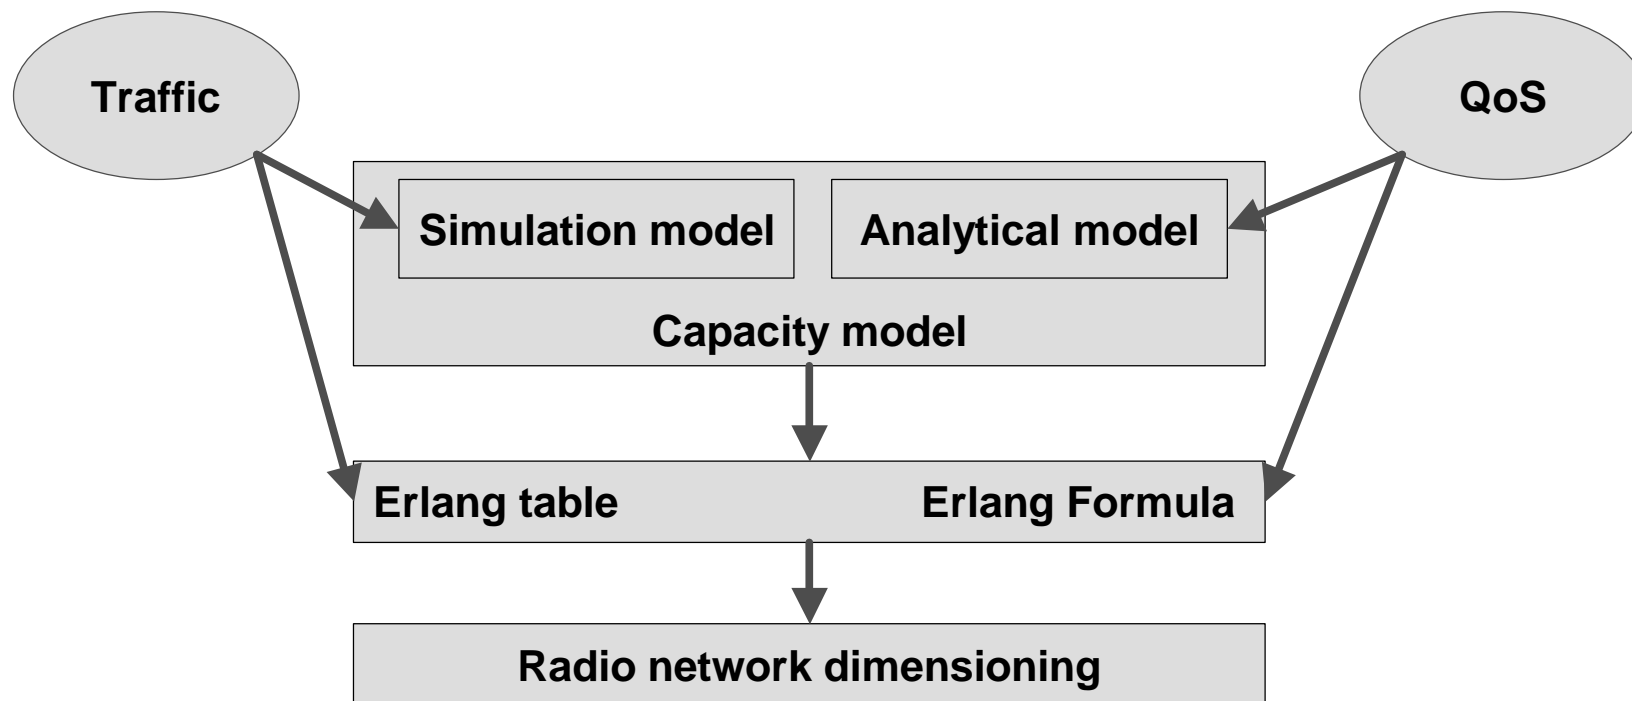 Traffic
QoS
Simulation model
Analytical model
Capacity model
Erlang table
Erlang Formula
Radio network dimensioning